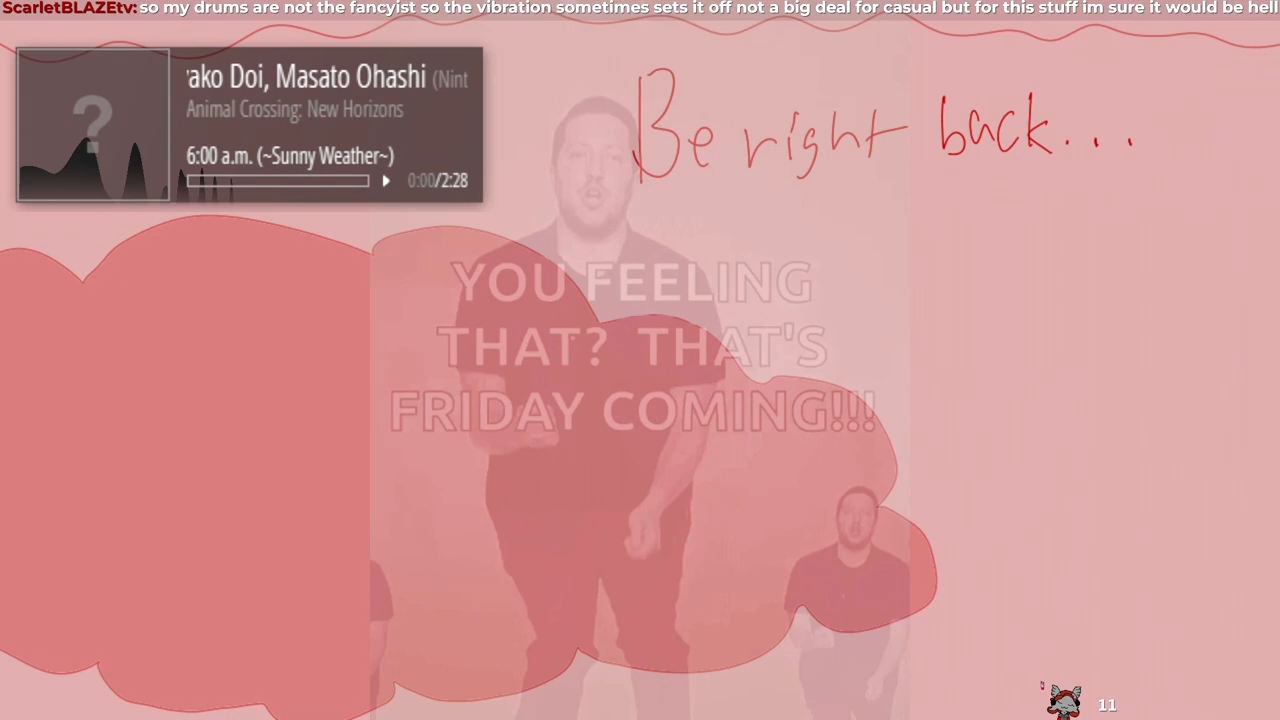 ScarletBLAZEtv: so my drums are not the fancyist so the vibration sometimes sets it off not a big deal for casual but for this stuff im sure it would be hell
ako Doi, Masato Ohashi (Nint
Animal Crossing: New Horizons
6:00 a.m. (~Sunny Weather~)
0:00/2:28
?
Be right back...
YOU FEELING
THAT? THAT'S
FRIDAY COMING!!!
11